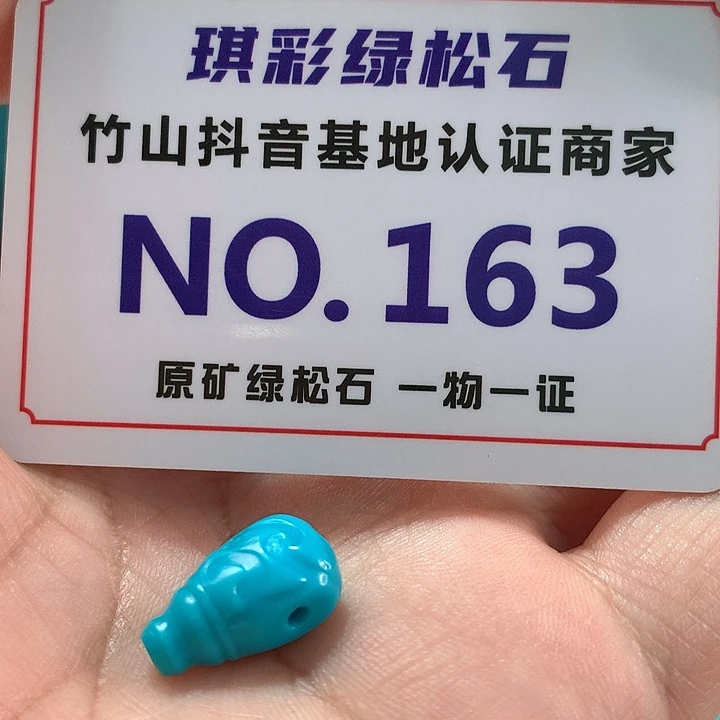 琪彩绿松石
竹山抖音基地认证商家
NO.163
原矿绿松石 一物一证